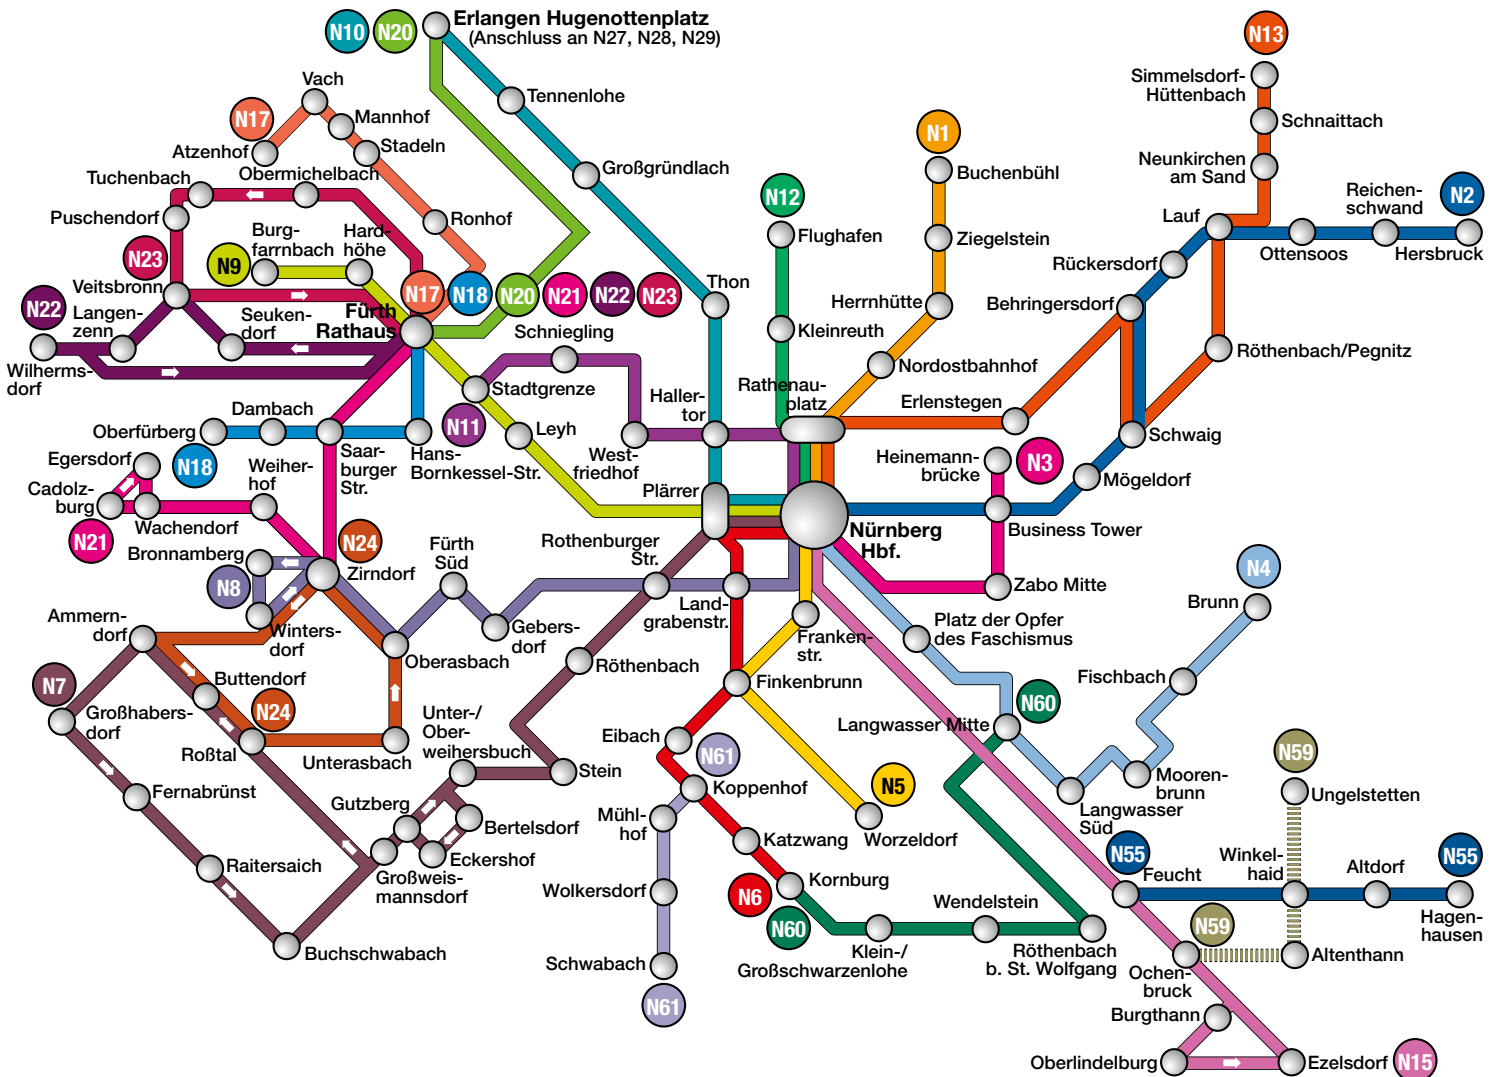 N10
N20
Erlangen Hugenottenplatz
(Anschluss an N27, N28, N29)
N13
Simmelsdorf-
Hüttenbach
Schnaittach
Neunkirchen
am Sand
Vach
Tennenlohe
N17
Mannhof
Atzenhof
Stadeln
N1
Buchenbühl
Großgründlach
Tuchenbach
Obermichelbach
N12
Reichen-
schwand
N2
Lauf
Puschendorf
Ronhof
Burg-
farrnbach
Hard-
höhe
Flughafen
Ziegelstein
Ottensoos
Hersbruck
N23
N9
Rückersdorf
Veitsbronn
N17
N18
N20
N21
N22
N23
Thon
Herrnhütte
Behringersdorf
N22
Langen-
zenn
Seuken-
dorf
Fürth
Rathaus
Schniegling
Kleinreuth
Wilherms-
dorf
Röthenbach/Pegnitz
Nordostbahnhof
Stadtgrenze
Rathenau-
platz
Haller-
tor
Erlenstegen
Dambach
Oberfürberg
N11
Leyh
Schwaig
N18
Saar-
burger
Str.
Hans-
Bornkessel-Str.
West-
friedhof
Heinemann-
brücke
N3
Egersdorf
Weiher-
hof
Mögeldorf
Cadolz-
burg
Plärrer
Wachendorf
Business Tower
N21
Nürnberg
Hbf.
Bronnamberg
N24
Fürth
Süd
Rothenburger
Str.
Zirndorf
N4
N8
Zabo Mitte
Brunn
Ammern-
dorf
Winters-
dorf
Gebers-
dorf
Land-
grabenstr.
Platz der Opfer
des Faschismus
Franken-
str.
Oberasbach
Röthenbach
N7
Buttendorf
Finkenbrunn
Fischbach
Großhabers-
dorf
N24
Unter-/
Ober-
weihersbuch
N60
Langwasser Mitte
Roßtal
Unterasbach
Eibach
N61
N59
Stein
Mooren-
brunn
Fernabrünst
Gutzberg
Koppenhof
N5
Ungelstetten
Langwasser
Süd
Bertelsdorf
Mühl-
hof
Katzwang
Worzeldorf
Eckershof
N55
Winkel-
haid
N55
Raitersaich
Feucht
Altdorf
Großweis-
mannsdorf
Wolkersdorf
N6
Kornburg
Hagen-
hausen
Wendelstein
N60
N59
Buchschwabach
Klein-/
Großschwarzenlohe
Röthenbach
b. St. Wolfgang
Altenthann
Schwabach
Ochen-
bruck
N61
Burgthann
Oberlindelburg
Ezelsdorf
N15